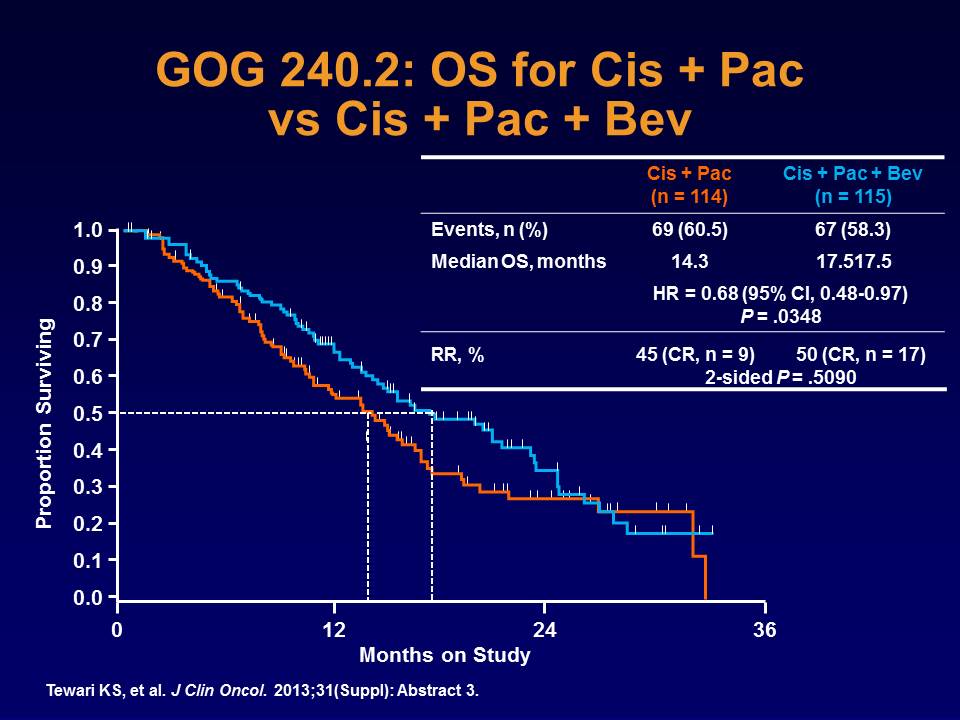 GOG 240.2: OS for Cis + Pac
vs Cis + Pac + Bev
Cis + Pac
(n = 114)
Cis + Pac + Bev
(n = 115)
Events, n (%) 69 (60.5) 67 (58.3)
Median OS, months 14.3 17.517.5
HR = 0.68 (95% CI, 0.48-0.97)
P = .0348
RR, % 45 (CR, n = 9) 50 (CR, n = 17)
2-sided P = .5090
Proportion Surviving
1.0
0.9
0.8
0.7
0.6
0.5
0.4
0.3
0.2
0.1
0.0
0 12 24 36
Months on Study
Tewari KS, et al. J Clin Oncol. 2013;31(Suppl): Abstract 3.